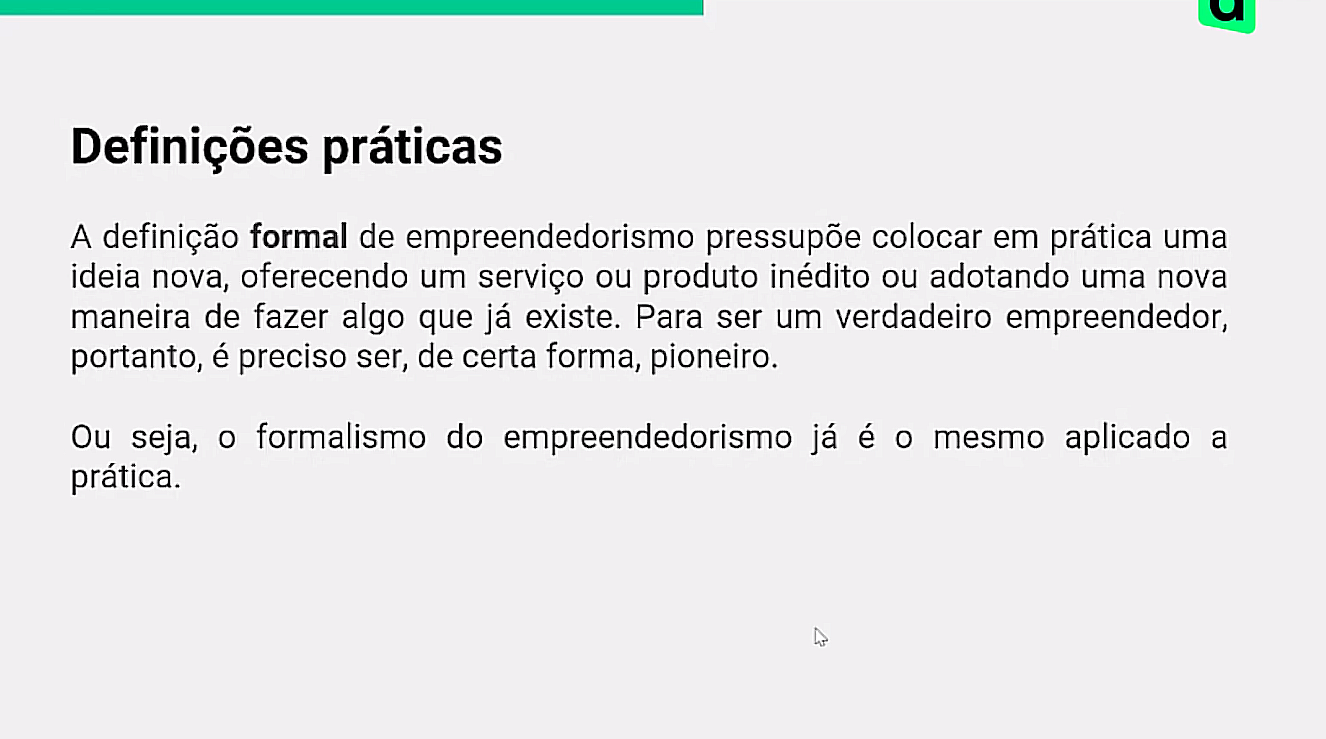 Definições práticas
A definição formal de empreendedorismo pressupõe colocar em prática uma
ideia nova, oferecendo um serviço ou produto inédito ou adotando uma nova
maneira de fazer algo que já existe. Para ser um verdadeiro empreendedor,
portanto, é preciso ser, de certa forma, pioneiro.
Ou seja, o formalismo do empreendedorismo já é o mesmo aplicado a
prática.